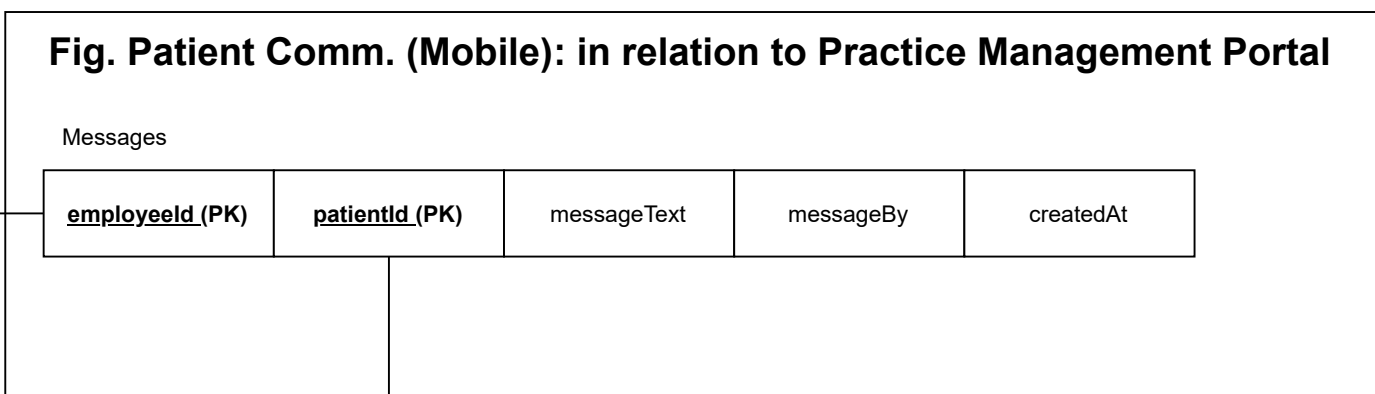 Fig. Patient Comm. (Mobile): in relation to Practice Management Portal
Messages
employeeId (PK) patientId (PK) messageText messageBy createdAt